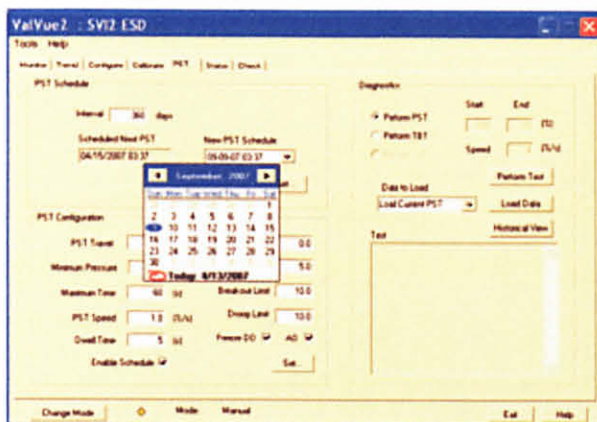 ValVue2 : SVI2 ESD
Tools Help
Monitor Trend Configure Calibrate PST Status Check
PST Schedule
Interval 360 days
Scheduled Next PST
New PST Schedule
04/15/2007 03:37
09-09-07 03:37
September, 2007
Sun Mon Tue Wed Thu Fri Sat
1
2 3 4 5 6 7 8
9 10 11 12 13 14 15
16 17 18 19 20 21 22
23 24 25 26 27 28 29
30
Today: 8/13/2007
PST Configuration
PST Travel 0.0
Minimum Pressure 5.0
Maximum Time 60 (s) Breakout Limit 10.0
PST Speed 1.0 (%/s) Droop Limit 10.0
Dwell Time 5 (s) Freeze DO AO
Enable Schedule Set...
Diagnostics
Perform PST
Perform TBT
Start End
(%)
Speed (%/s)
Perform Test
Data to Load
Load Current PST
Load Data
Historical View
Text
Change Mode Mode Manual Exit Help